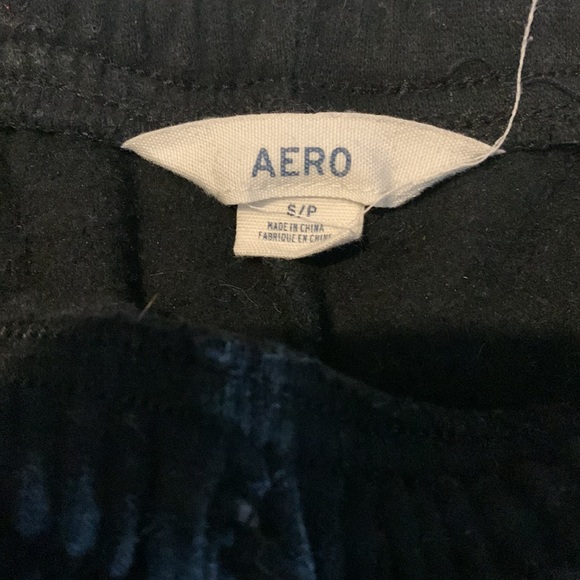 AERO
S/P
MADE IN CHINA
FABRIQUE EN CHINE